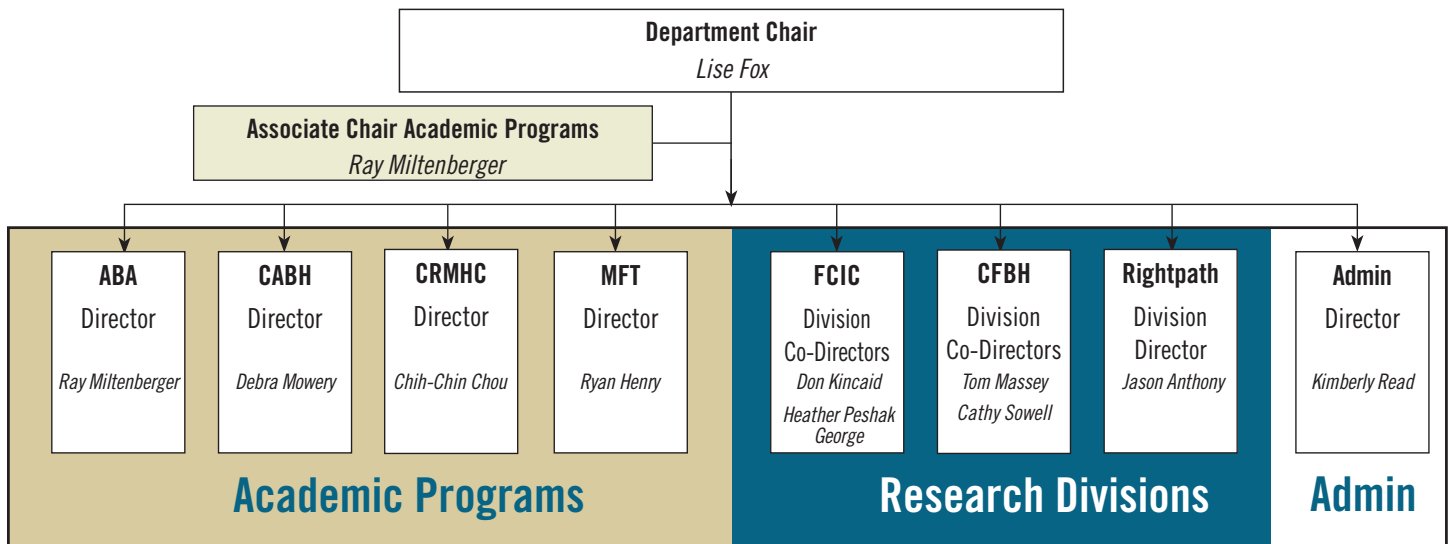 Department Chair
Lise Fox
Associate Chair Academic Programs
Ray Miltenberger
ABA
Director
Ray Miltenberger
CABH
Director
Debra Mowery
CRMHC
Director
Chih-Chin Chou
MFT
Director
Ryan Henry
FCIC
Division
Co-Directors
Don Kincaid
Heather Peshak
George
CFBH
Division
Co-Directors
Tom Massey
Cathy Sowell
Rightpath
Division
Director
Jason Anthony
Admin
Director
Kimberly Read
Academic Programs
Research Divisions
Admin